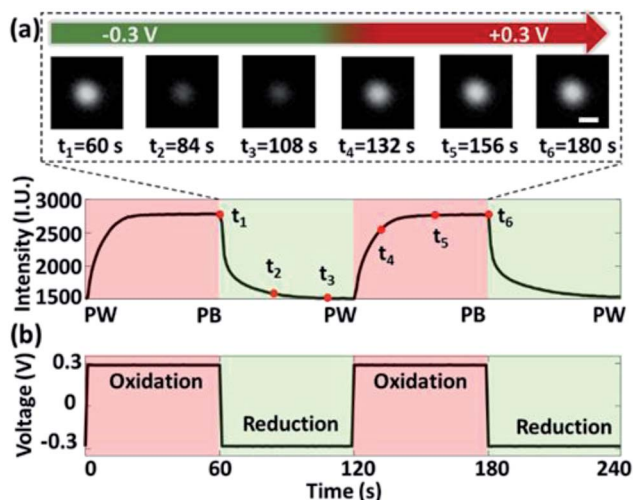 (a)
-0.3 V +0.3 V
t₁=60 s t₂=84 s t₃=108 s t₄=132 s t₅=156 s t₆=180 s
Intensity (I.U.)
3000
2500
2000
1500
t₁ t₂ t₃ t₄ t₅ t₆
PW PB PW PB PW
(b)
Voltage (V)
0.3
0
-0.3
Oxidation Oxidation
Reduction Reduction
0 60 120 180 240
Time (s)